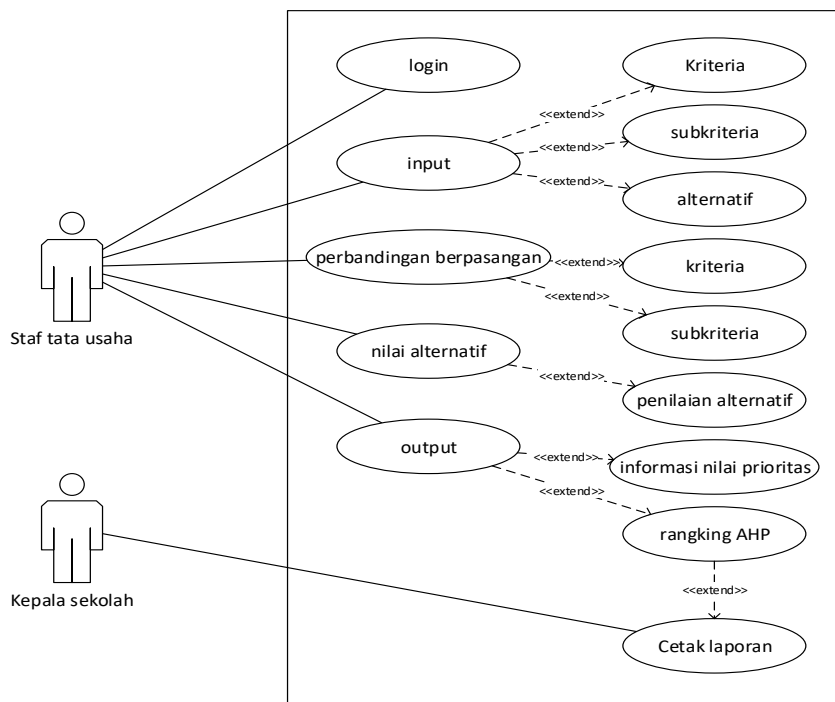 login
Kriteria
<<extend>>
subkriteria
<<extend>>
input
<<extend>>
alternatif
perbandingan berpasangan
<<extend>>
kriteria
<<extend>>
subkriteria
Staf tata usaha
nilai alternatif
<<extend>>
penilaian alternatif
output
<<extend>>
informasi nilai prioritas
<<extend>>
rangking AHP
<<extend>>
Kepala sekolah
Cetak laporan